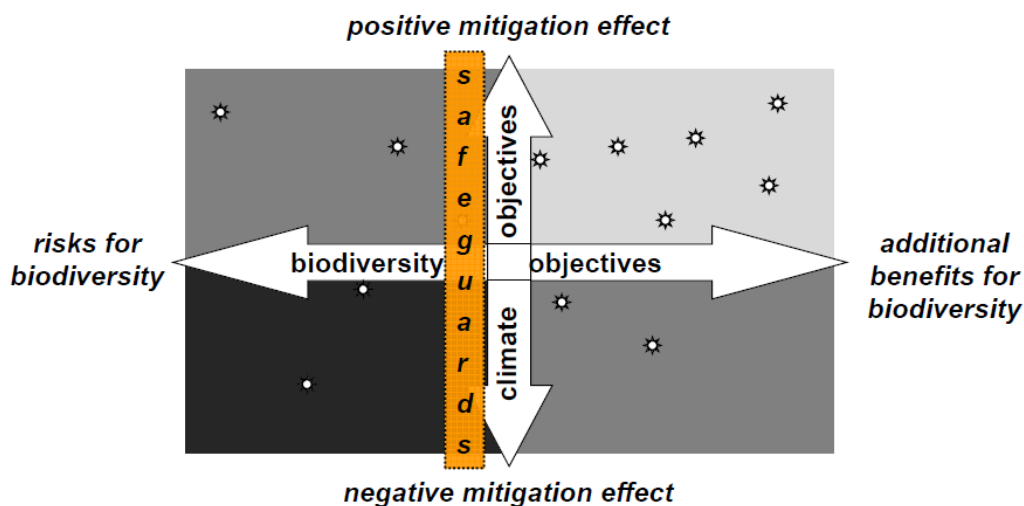 positive mitigation effect
safeguards
objectives
risks for
biodiversity
biodiversity
objectives
additional
benefits for
biodiversity
climate
negative mitigation effect